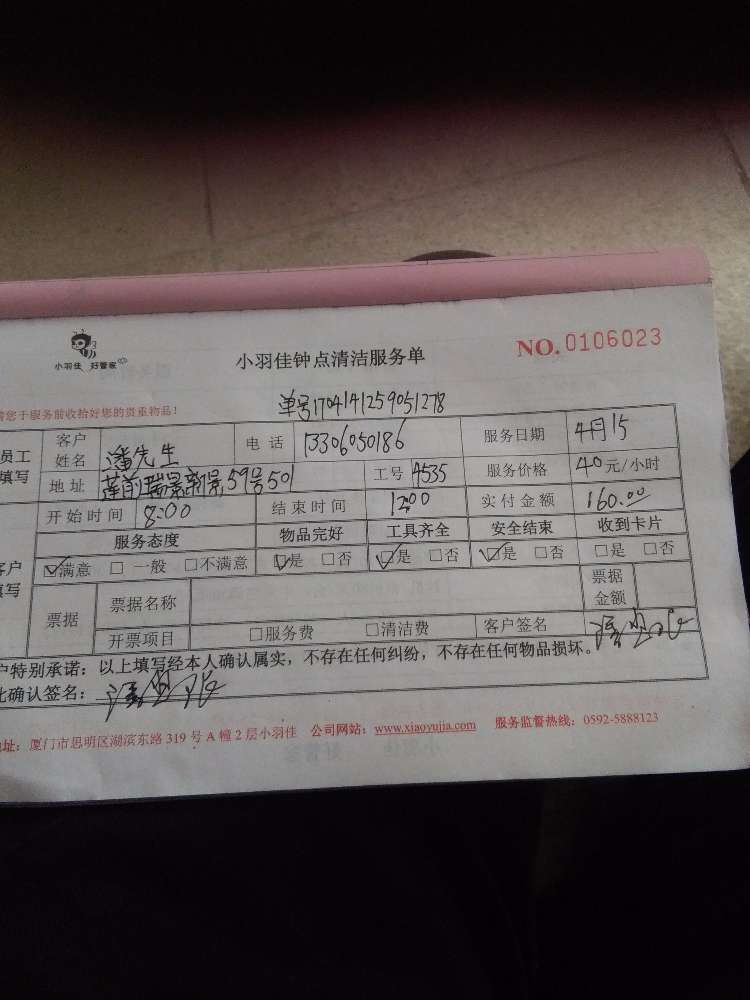 小羽佳 好管家
小羽佳钟点清洁服务单
NO. 0106023
请您于服务前收拾好您的贵重物品!
单号1704141259051278
员工
填写
客户
姓名
潘先生
电 话
13306050186
服务日期
4月15
地址
莲前瑞景新景59号501
工号
4535
服务价格
40元/小时
开始时间
8:00
结束时间
12:00
实付金额
160.00
客户
填写
服务态度
物品完好
工具齐全
安全结束
收到卡片
☑满意 □ 一般 □不满意
☑是 □否
☑是 □否
☑是 □否
□是 □否
票据
票据名称
票据
金额
开票项目
□服务费 □清洁费
客户签名
户特别承诺:以上填写经本人确认属实,不存在任何纠纷,不存在任何物品损坏。
此确认签名:
地址:厦门市思明区湖滨东路 319 号 A 幢 2 层小羽佳 公司网站:www.xiaoyujia.com 服务监督热线:0592-5888123